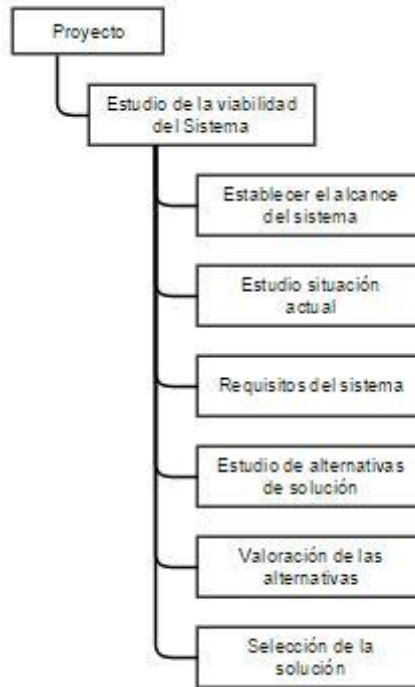 Proyecto
Estudio de la viabilidad
del Sistema
Establecer el alcance
del sistema
Estudio situación
actual
Requisitos del sistema
Estudio de alternativas
de solución
Valoración de las
alternativas
Selección de la
solución